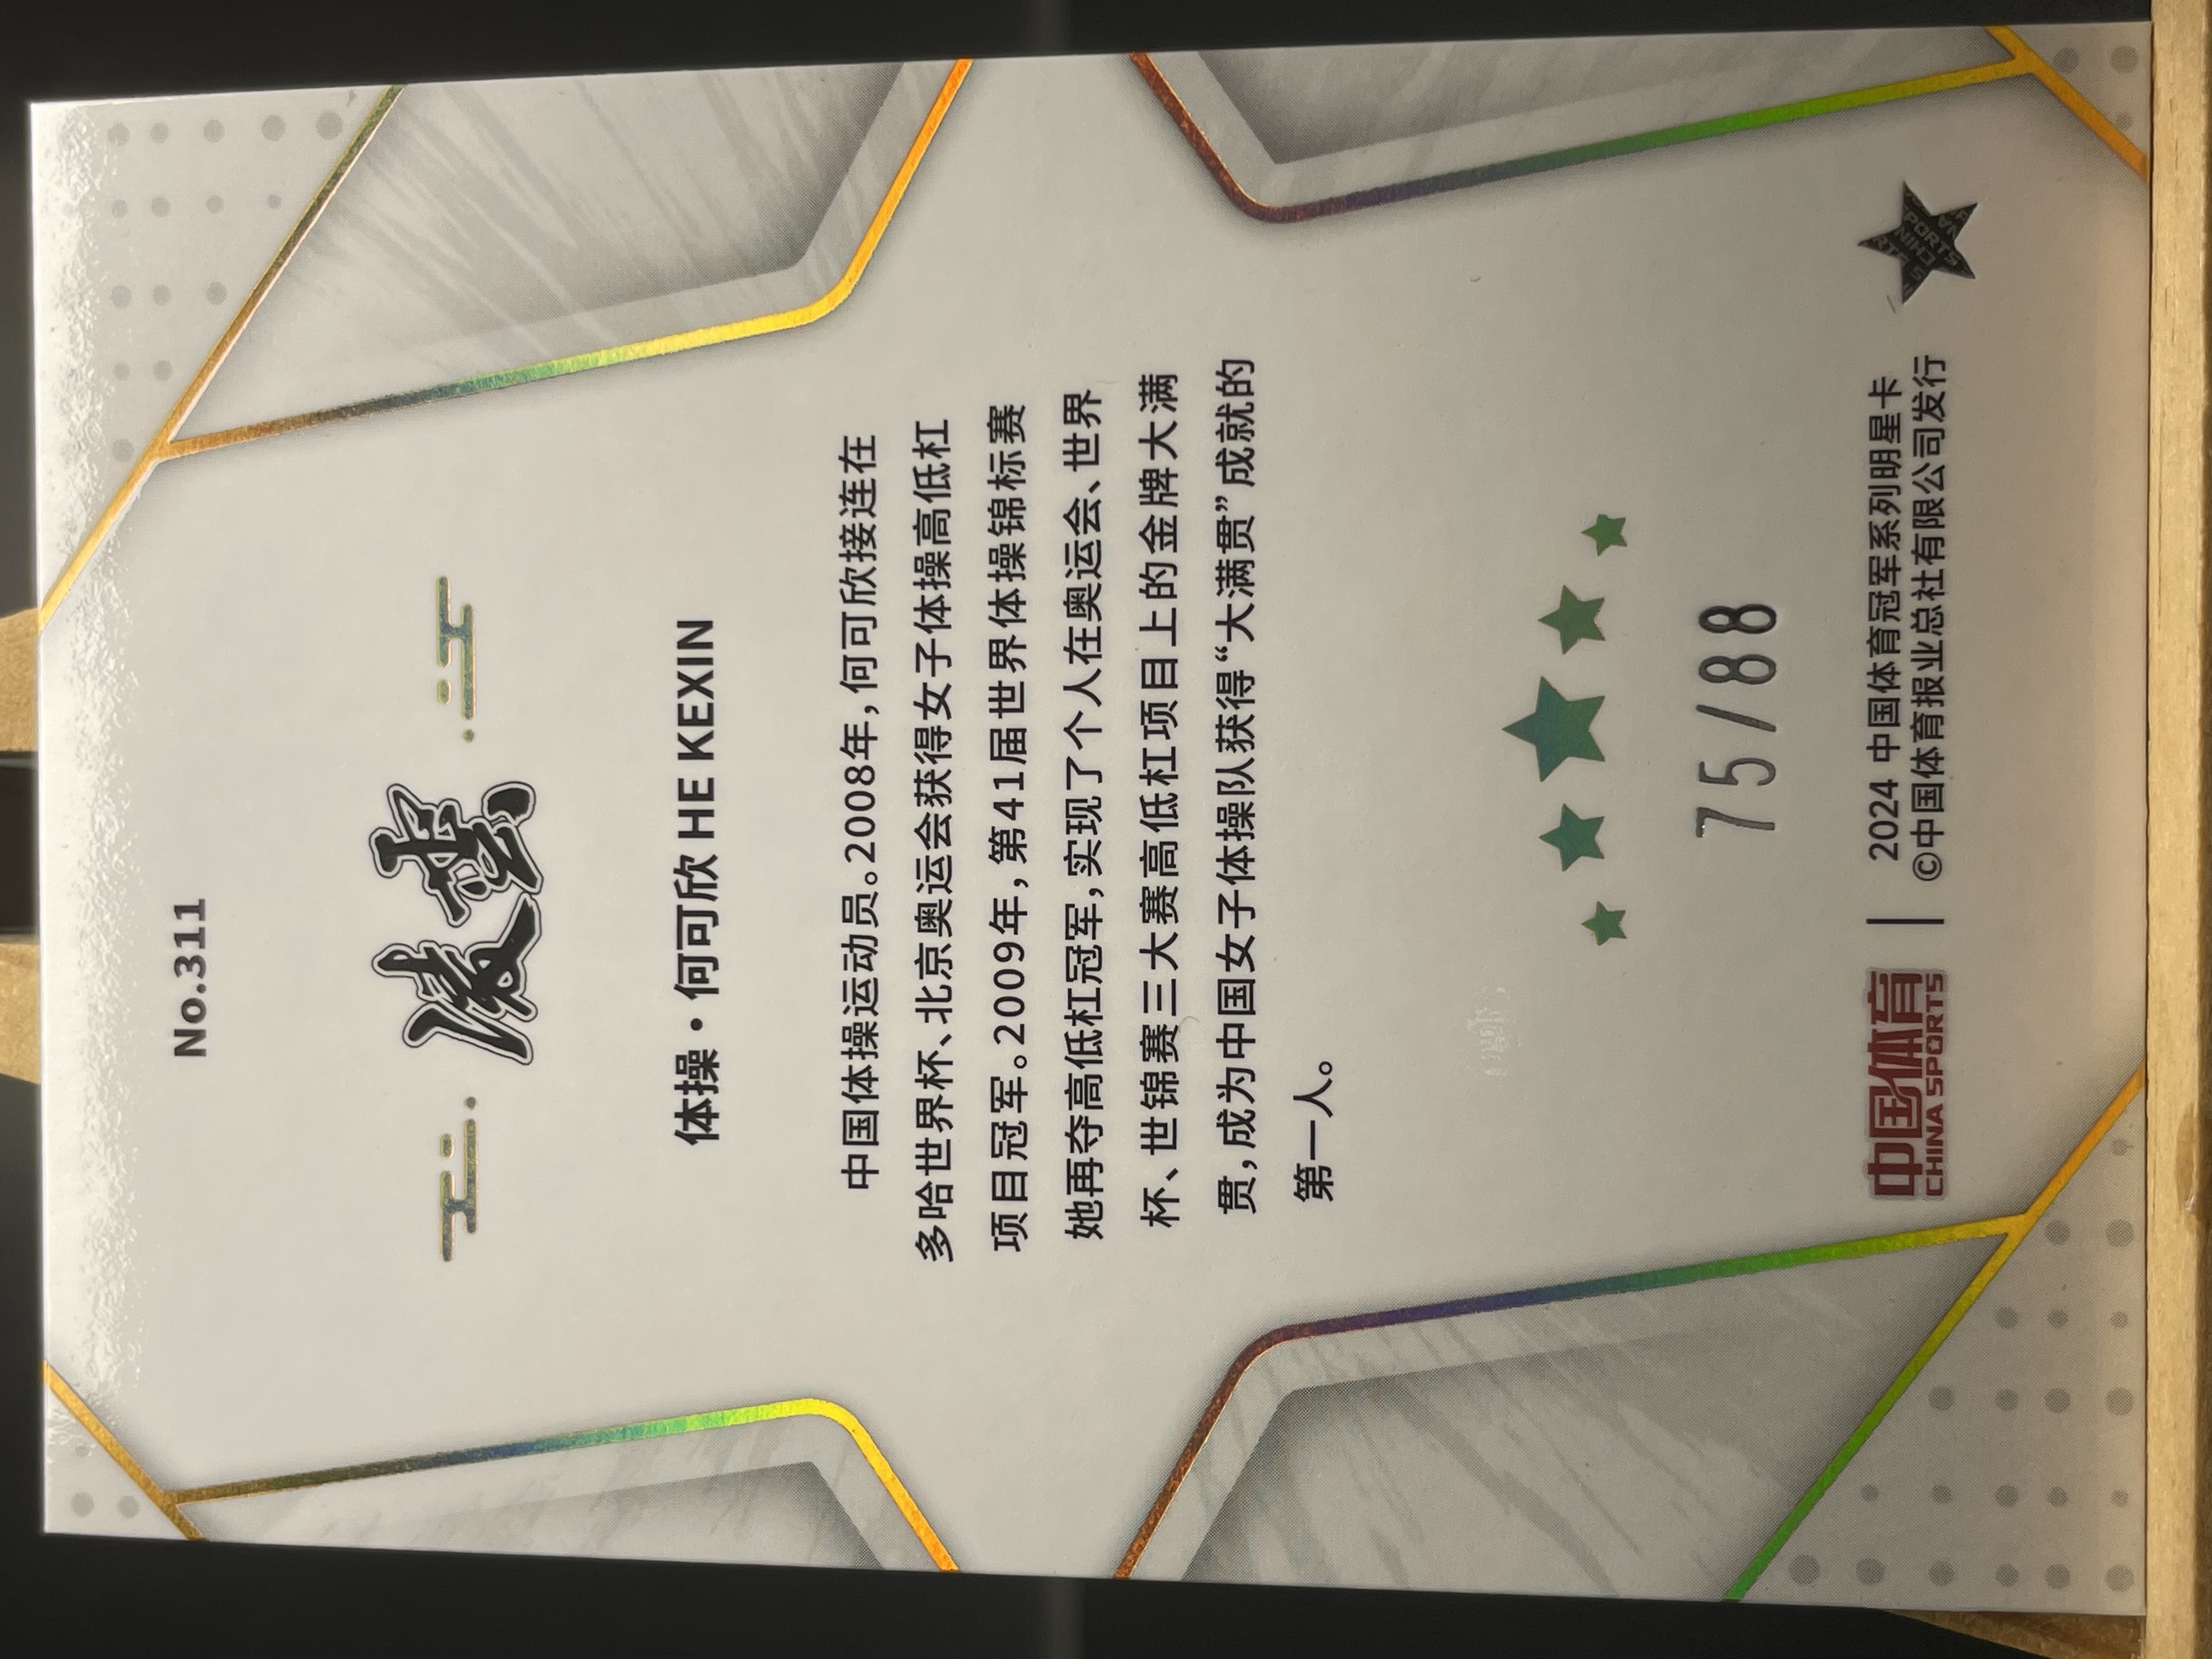 No.311
凌云
体操·何可欣 HE KEXIN
中国体操运动员。2008年,何可欣接连在
多哈世界杯、北京奥运会获得女子体操高低杠
项目冠军。2009年,第41届世界体操锦标赛
她再夺高低杠冠军,实现了个人在奥运会、世界
杯、世锦赛三大赛高低杠项目上的金牌大满
贯,成为中国女子体操队获得“大满贯”成就的
第一人。
75/88
中国体育
CHINA SPORTS
2024 中国体育冠军系列明星卡
©中国体育报业总社有限公司发行